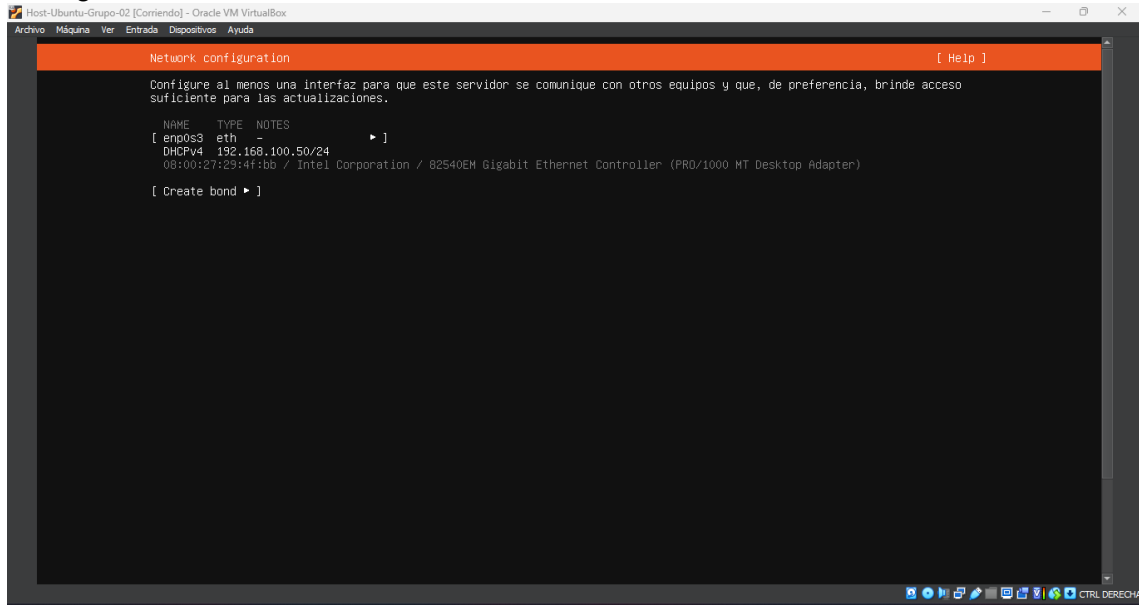 Host-Ubuntu-Grupo-02 [Corriendo] - Oracle VM VirtualBox
Archivo Máquina Ver Entrada Dispositivos Ayuda
Network configuration [ Help ]
Configure al menos una interfaz para que este servidor se comunique con otros equipos y que, de preferencia, brinde acceso
suficiente para las actualizaciones.
NAME TYPE NOTES
[ enp0s3 eth - ▸ ]
DHCPv4 192.168.100.50/24
08:00:27:29:4f:bb / Intel Corporation / 82540EM Gigabit Ethernet Controller (PRO/1000 MT Desktop Adapter)
[ Create bond ▸ ]
CTRL DERECHA